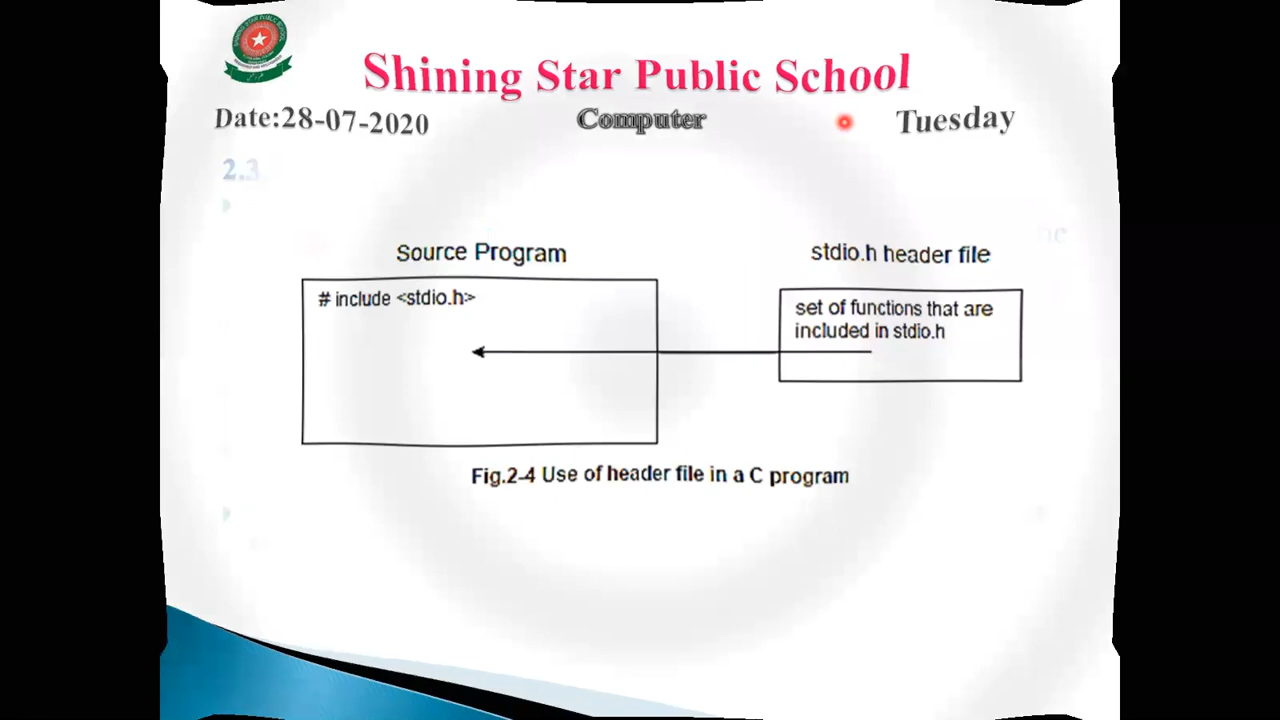 Shining Star Public School
Date:28-07-2020 Computer Tuesday
2.3
Source Program stdio.h header file
# include <stdio.h>
set of functions that are
included in stdio.h
Fig.2-4 Use of header file in a C program